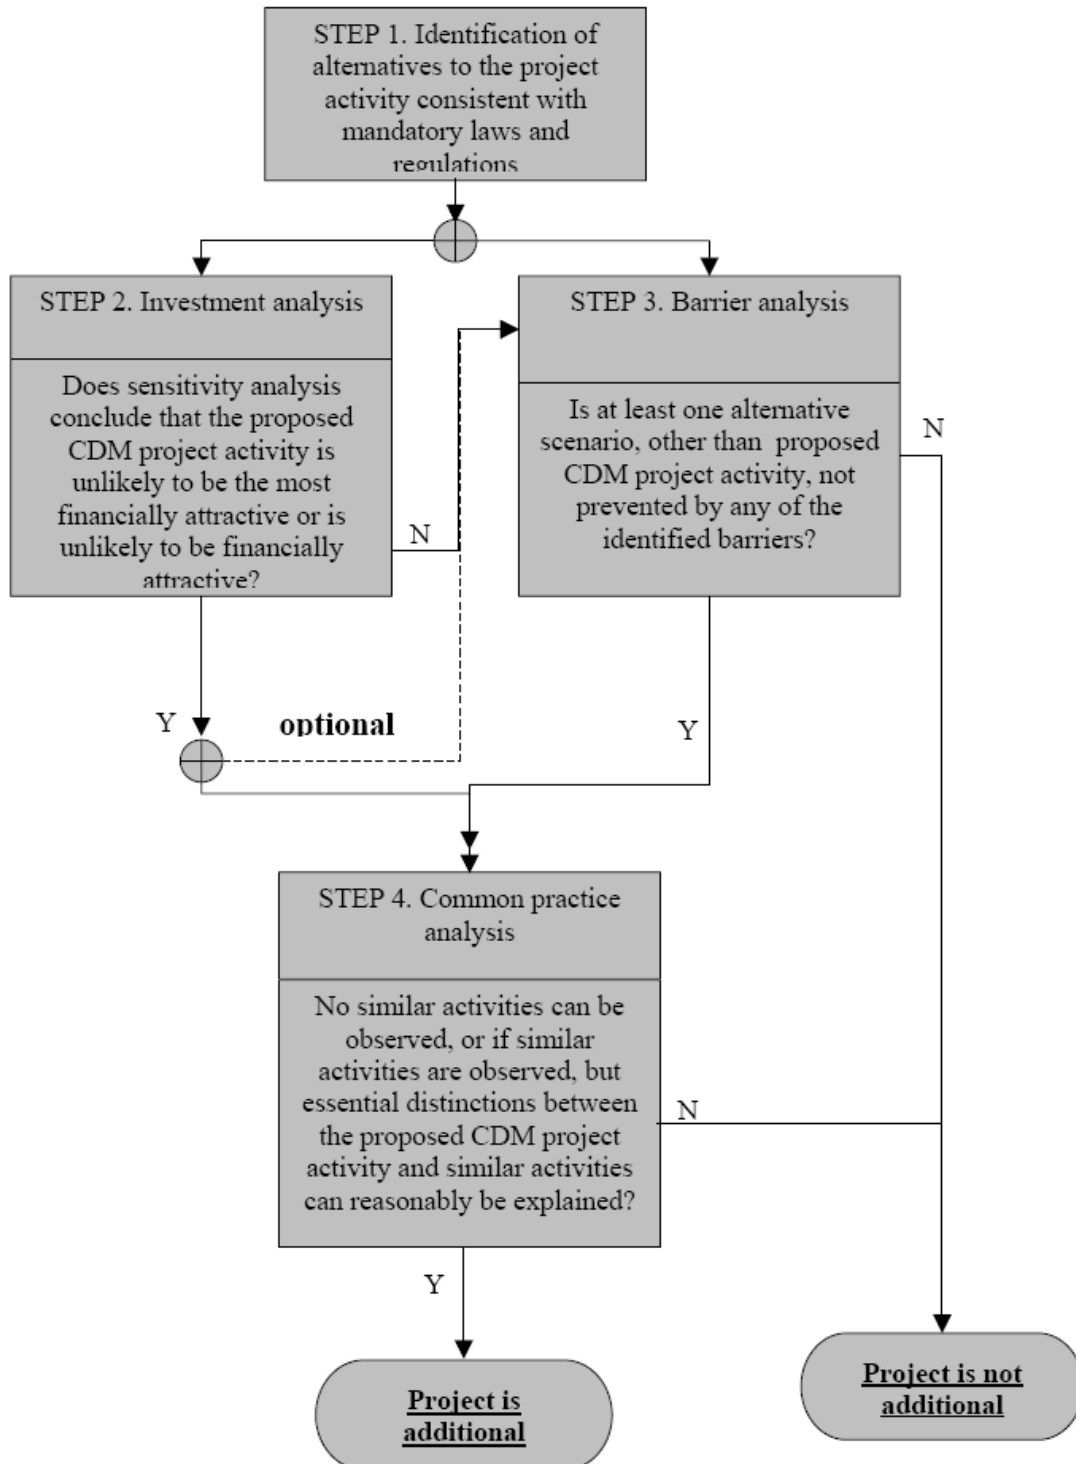 STEP 1. Identification of
alternatives to the project
activity consistent with
mandatory laws and
regulations
STEP 2. Investment analysis
Does sensitivity analysis
conclude that the proposed
CDM project activity is
unlikely to be the most
financially attractive or is
unlikely to be financially
attractive?
N
STEP 3. Barrier analysis
Is at least one alternative
scenario, other than proposed
CDM project activity, not
prevented by any of the
identified barriers?
N
Y
optional
Y
STEP 4. Common practice
analysis
No similar activities can be
observed, or if similar
activities are observed, but
essential distinctions between
the proposed CDM project
activity and similar activities
can reasonably be explained?
N
Y
Project is
additional
Project is not
additional